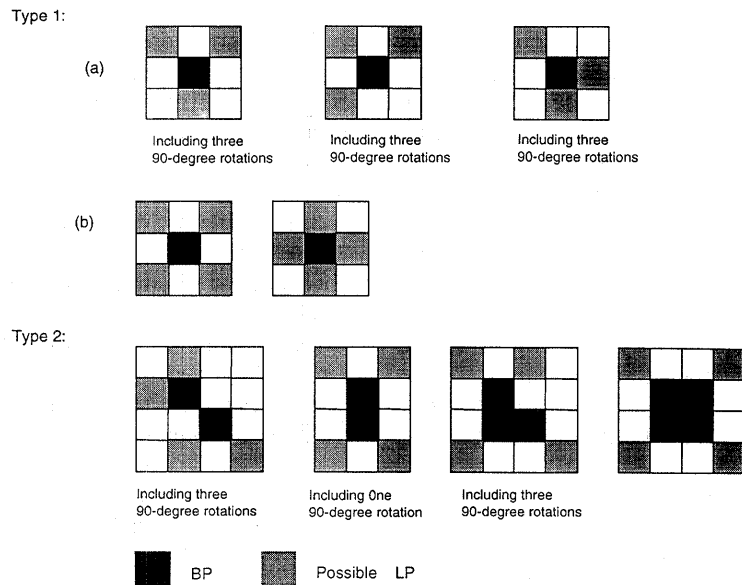 Type 1:
(a)
Including three
90-degree rotations
Including three
90-degree rotations
Including three
90-degree rotations
(b)
Type 2:
Including three
90-degree rotations
Including 0ne
90-degree rotation
Including three
90-degree rotations
BP
Possible LP